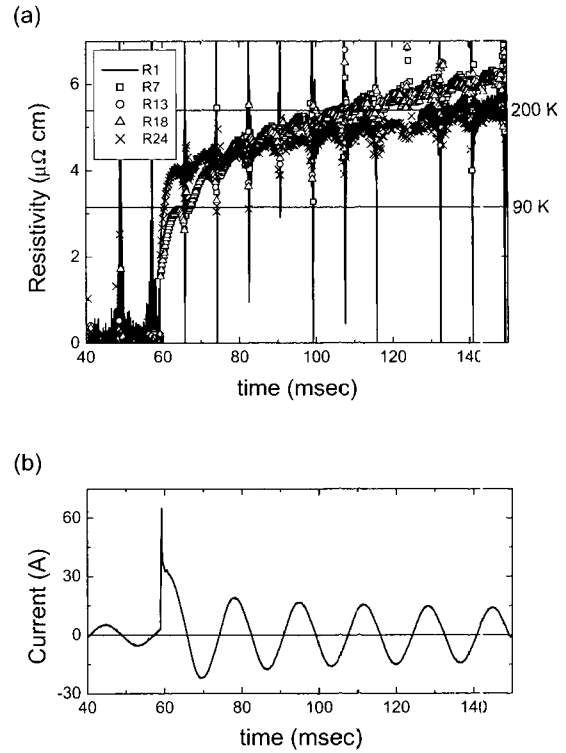 (a)
R1
R7
R13
R18
R24
Resistivity (μΩ cm)
6
4
2
0
200 K
90 K
40 60 80 100 120 140
time (msec)
(b)
Current (A)
60
30
0
-30
40 60 80 100 120 140
time (msec)